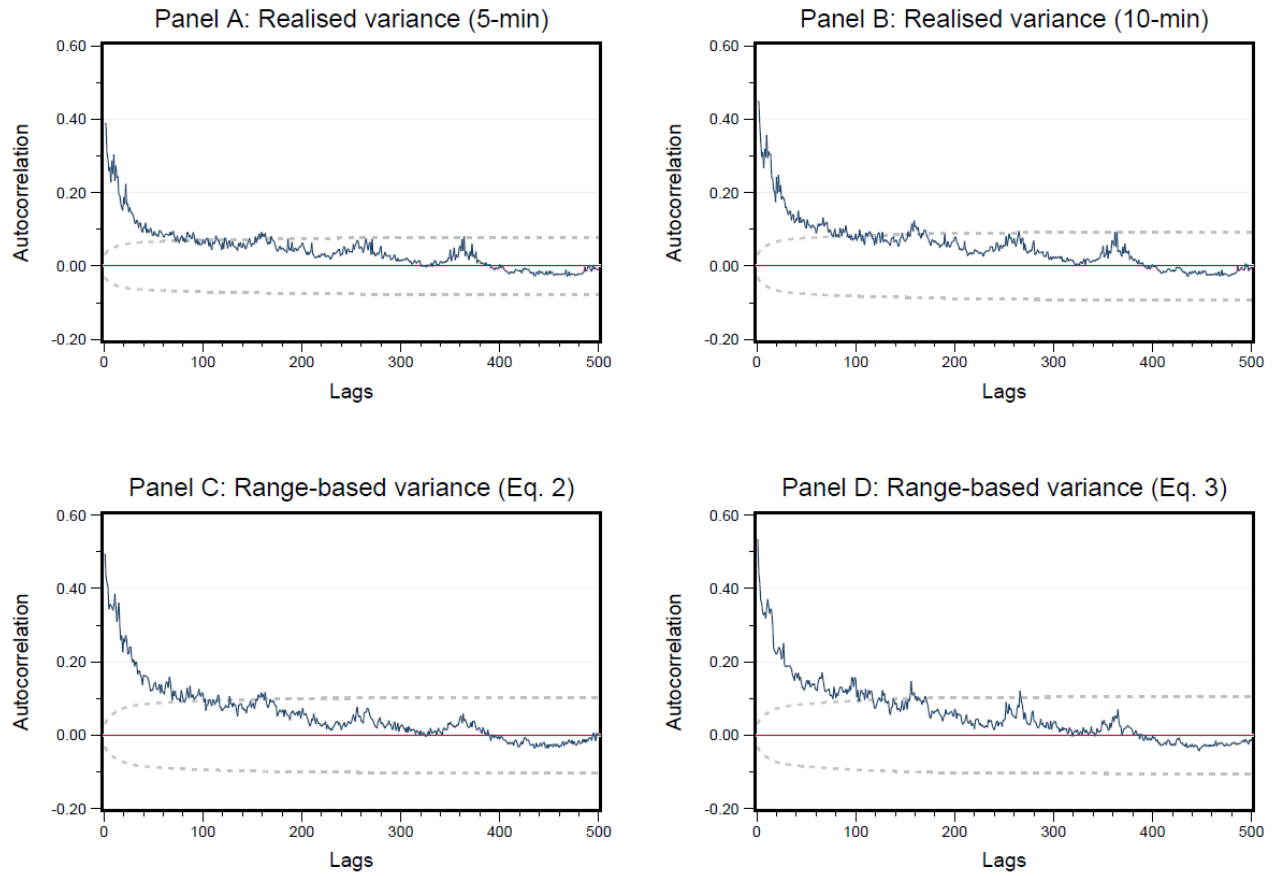 Panel A: Realised variance (5-min)
0.60
0.40
0.20
0.00
-0.20
Autocorrelation
0 100 200 300 400 500
Lags
Panel B: Realised variance (10-min)
0.60
0.40
0.20
0.00
-0.20
Autocorrelation
0 100 200 300 400 500
Lags
Panel C: Range-based variance (Eq. 2)
0.60
0.40
0.20
0.00
-0.20
Autocorrelation
0 100 200 300 400 500
Lags
Panel D: Range-based variance (Eq. 3)
0.60
0.40
0.20
0.00
-0.20
Autocorrelation
0 100 200 300 400 500
Lags